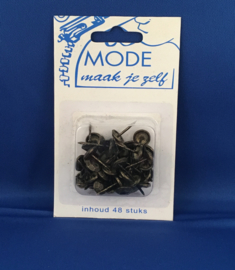 MODE
maak je zelf
inhoud 48 stuks